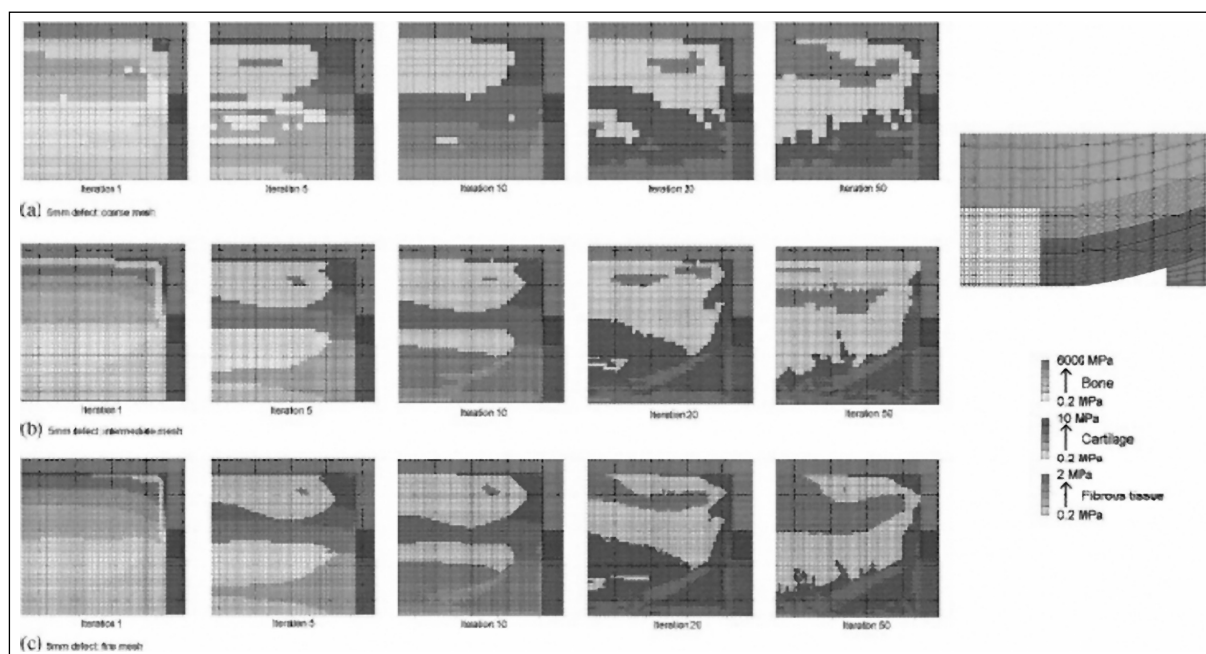 Iteration 1
Iteration 5
Iteration 10
Iteration 20
Iteration 50
(a) 5mm defect: coarse mesh
Iteration 1
Iteration 5
Iteration 10
Iteration 20
Iteration 50
(b) 5mm defect: intermediate mesh
Iteration 1
Iteration 5
Iteration 10
Iteration 20
Iteration 50
(c) 5mm defect: fine mesh
6000 MPa
Bone
0.2 MPa
10 MPa
Cartilage
0.2 MPa
2 MPa
Fibrous tissue
0.2 MPa